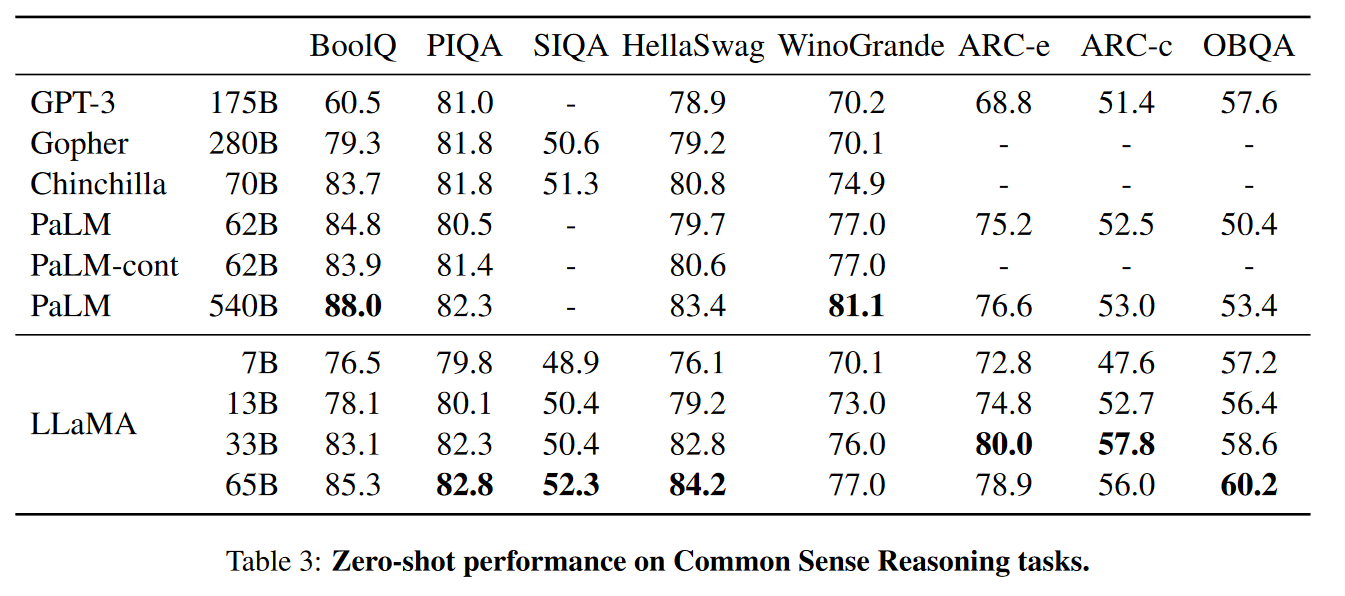 BoolQ PIQA SIQA HellaSwag WinoGrande ARC-e ARC-c OBQA
GPT-3 175B 60.5 81.0 - 78.9 70.2 68.8 51.4 57.6
Gopher 280B 79.3 81.8 50.6 79.2 70.1 - - -
Chinchilla 70B 83.7 81.8 51.3 80.8 74.9 - - -
PaLM 62B 84.8 80.5 - 79.7 77.0 75.2 52.5 50.4
PaLM-cont 62B 83.9 81.4 - 80.6 77.0 - - -
PaLM 540B 88.0 82.3 - 83.4 81.1 76.6 53.0 53.4
LLaMA
7B 76.5 79.8 48.9 76.1 70.1 72.8 47.6 57.2
13B 78.1 80.1 50.4 79.2 73.0 74.8 52.7 56.4
33B 83.1 82.3 50.4 82.8 76.0 80.0 57.8 58.6
65B 85.3 82.8 52.3 84.2 77.0 78.9 56.0 60.2
Table 3: Zero-shot performance on Common Sense Reasoning tasks.